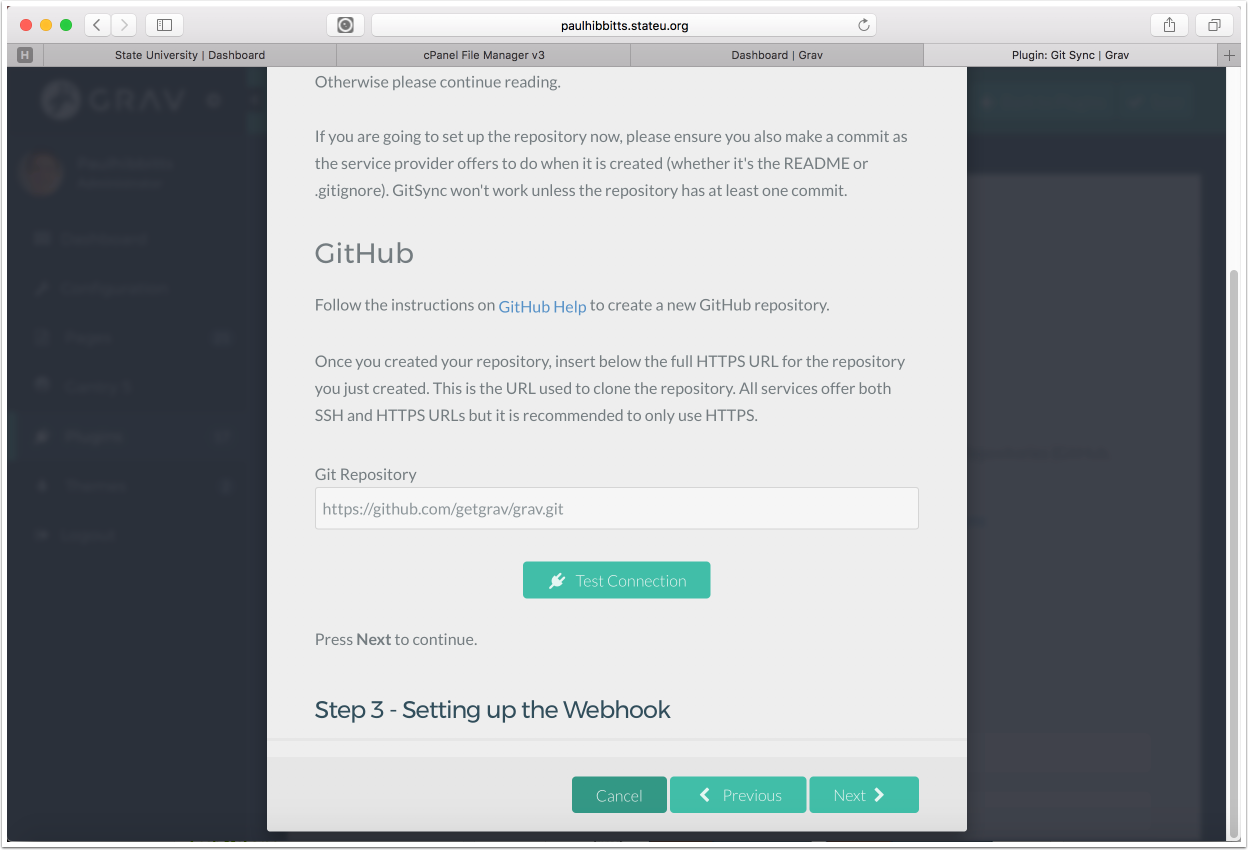 paulhibbitts.stateu.org
H
State University | Dashboard
cPanel File Manager v3
Dashboard | Grav
Plugin: Git Sync | Grav
GRAV
Otherwise please continue reading.
If you are going to set up the repository now, please ensure you also make a commit as
the service provider offers to do when it is created (whether it's the README or
.gitignore). GitSync won't work unless the repository has at least one commit.
GitHub
Follow the instructions on GitHub Help to create a new GitHub repository.
Once you created your repository, insert below the full HTTPS URL for the repository
you just created. This is the URL used to clone the repository. All services offer both
SSH and HTTPS URLs but it is recommended to only use HTTPS.
Git Repository
https://github.com/getgrav/grav.git
Test Connection
Press Next to continue.
Step 3 - Setting up the Webhook
Cancel
Previous
Next